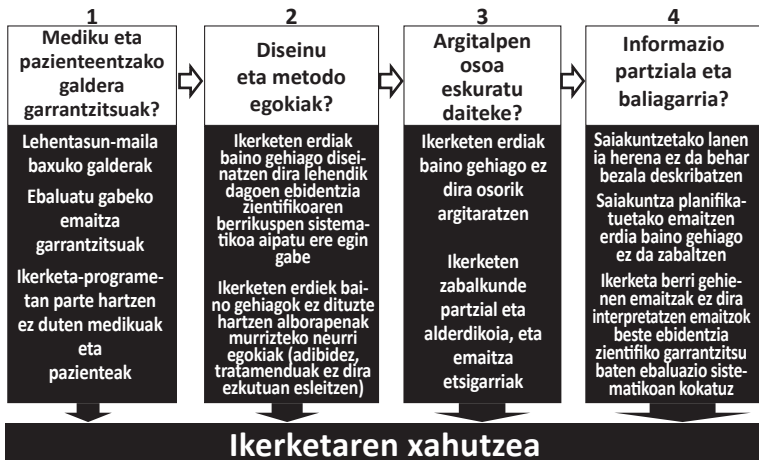 1
Mediku eta
pazienteentzako
galdera
garrantzitsuak?
Lehentasun-maila
baxuko galderak
Ebaluatu gabeko
emaitza
garrantzitsuak
Ikerketa-programe-
tan parte hartzen
ez duten medikuak
eta
pazienteak
2
Diseinu
eta metodo
egokiak?
Ikerketen erdiak
baino gehiago disei-
natzen dira lehendik
dagoen ebidentzia
zientifikoaren
berrikuspen sistema-
tikoa aipatu ere egin
gabe
Ikerketen erdiek bai-
no gehiagok ez dituzte
hartzen alborapenak
murrizteko neurri
egokiak (adibidez,
tratamenduak ez dira
ezkutuan esleitzen)
3
Argitalpen
osoa
eskuratu
daiteke?
Ikerketen erdiak
baino gehiago ez
dira osorik
argitaratzen
Ikerketen
zabalkunde
partzial eta
alderdikoia, eta
emaitza
etsigarriak
4
Informazio
partziala eta
baliagarria?
Saiakuntzetako lanen
ia herena ez da behar
bezala deskribatzen
Saiakuntza planifika-
tuetako emaitzen
erdia baino gehiago
ez da zabaltzen
Ikerketa berri gehie-
nen emaitzak ez dira
interpretatzen emaitzok
beste ebidentzia
zientifiko garrantzitsu
baten ebaluazio siste-
matikoan kokatuz
Ikerketaren xahutzea